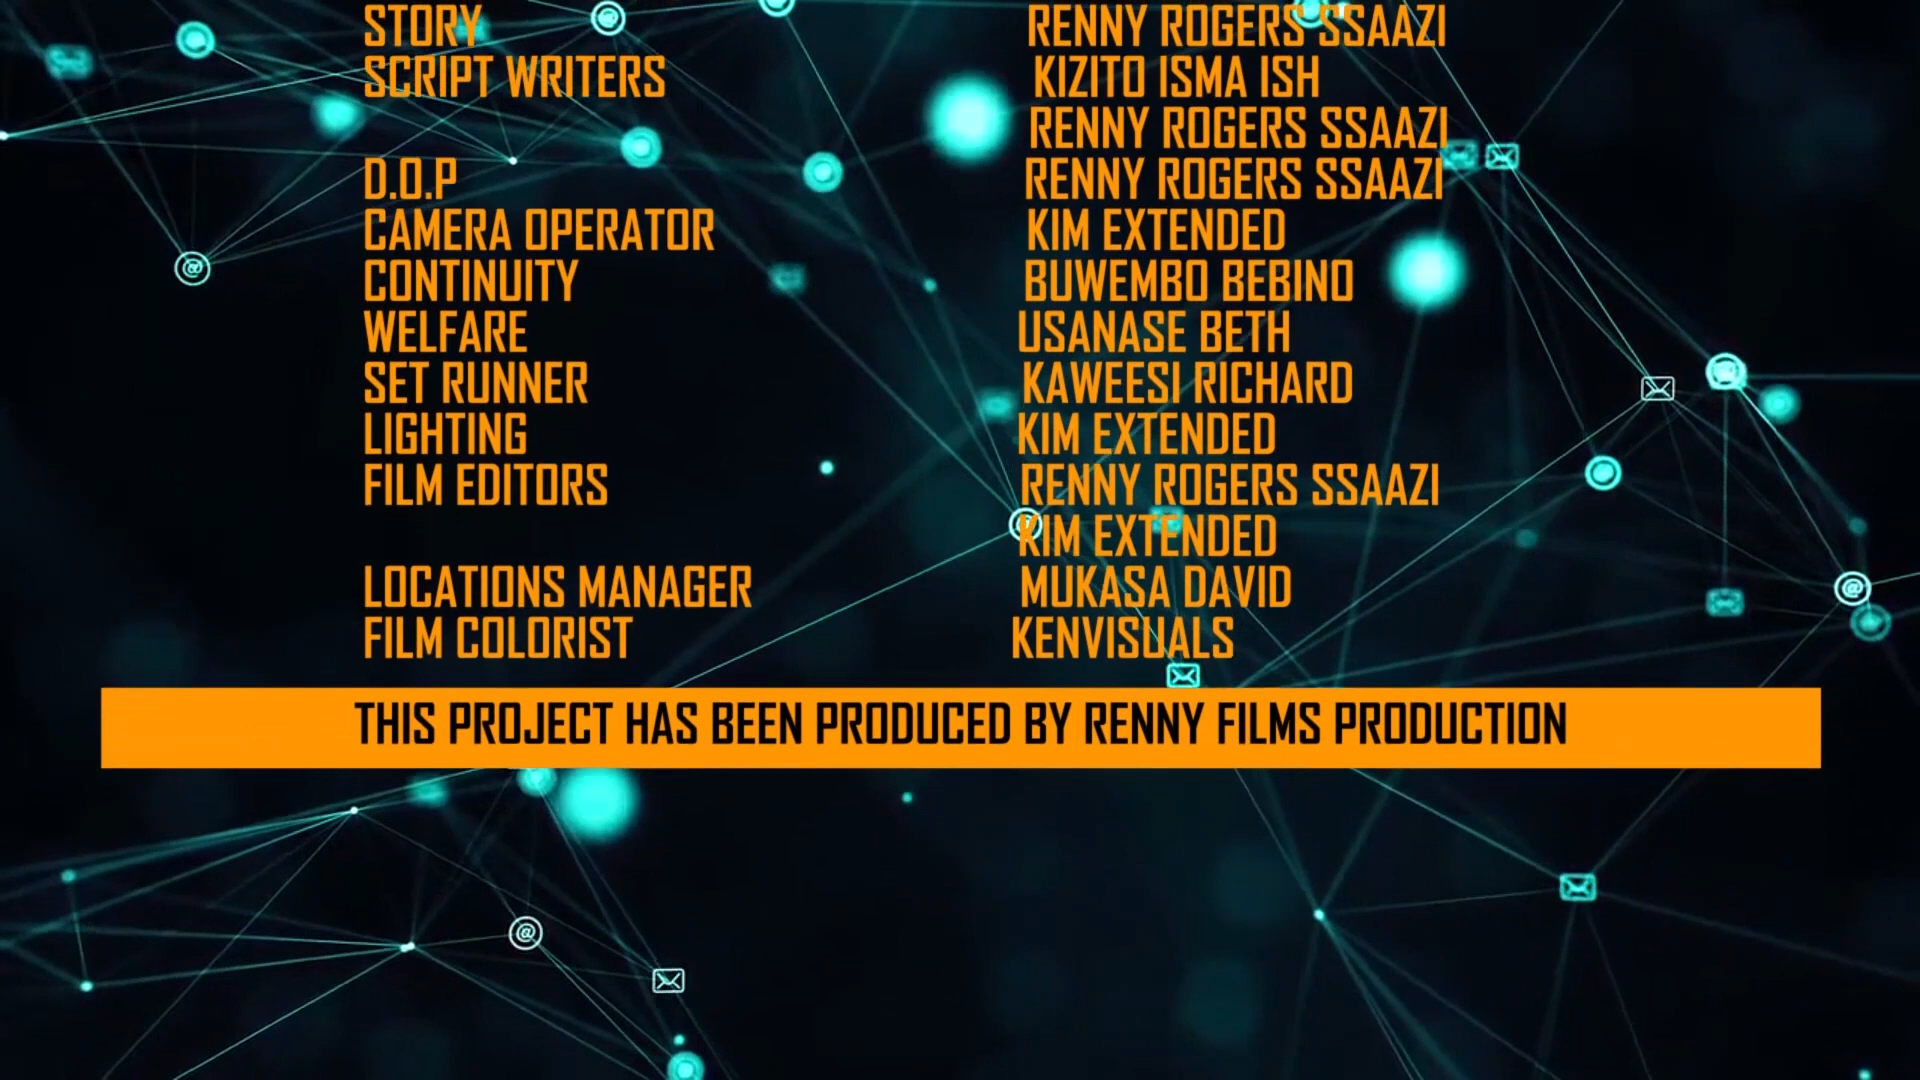 STORY RENNY ROGERS SSAAZI
SCRIPT WRITERS KIZITO ISMA ISH
RENNY ROGERS SSAAZI
D.O.P RENNY ROGERS SSAAZI
CAMERA OPERATOR KIM EXTENDED
CONTINUITY BUWEMBO BEBINO
WELFARE USANASE BETH
SET RUNNER KAWEESI RICHARD
LIGHTING KIM EXTENDED
FILM EDITORS RENNY ROGERS SSAAZI
KIM EXTENDED
LOCATIONS MANAGER MUKASA DAVID
FILM COLORIST KENVISUALS
THIS PROJECT HAS BEEN PRODUCED BY RENNY FILMS PRODUCTION